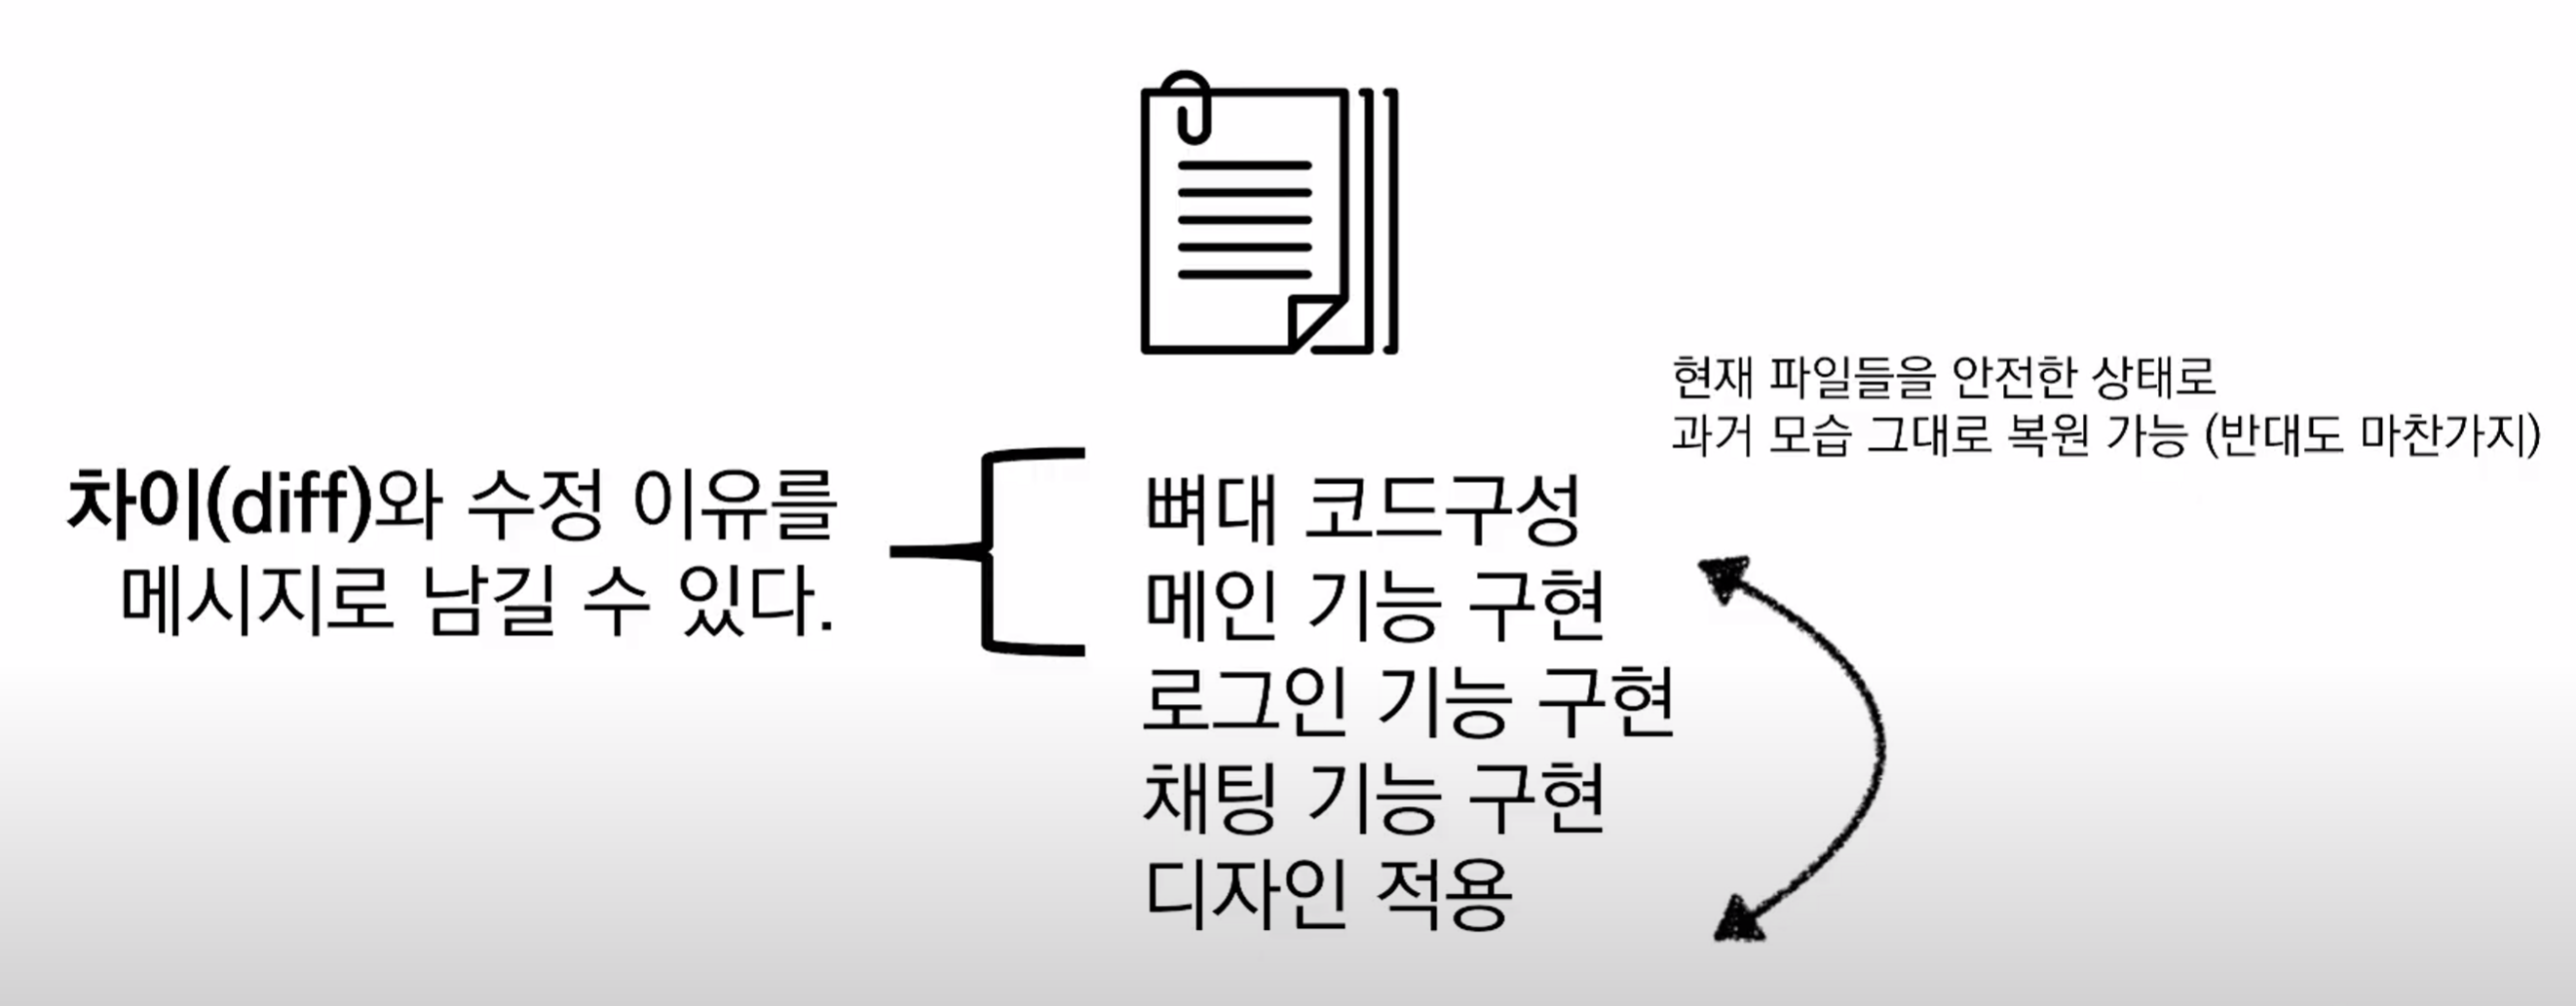 현재 파일들을 안전한 상태로
과거 모습 그대로 복원 가능 (반대도 마찬가지)
차이(diff)와 수정 이유를
메시지로 남길 수 있다.
뼈대 코드구성
메인 기능 구현
로그인 기능 구현
채팅 기능 구현
디자인 적용